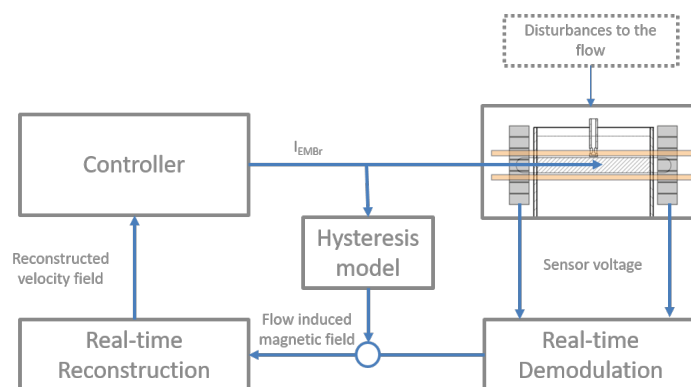 Disturbances to the
flow
Controller
I_EMBr
Hysteresis
model
Reconstructed
velocity field
Sensor voltage
Flow induced
magnetic field
Real-time
Reconstruction
Real-time
Demodulation